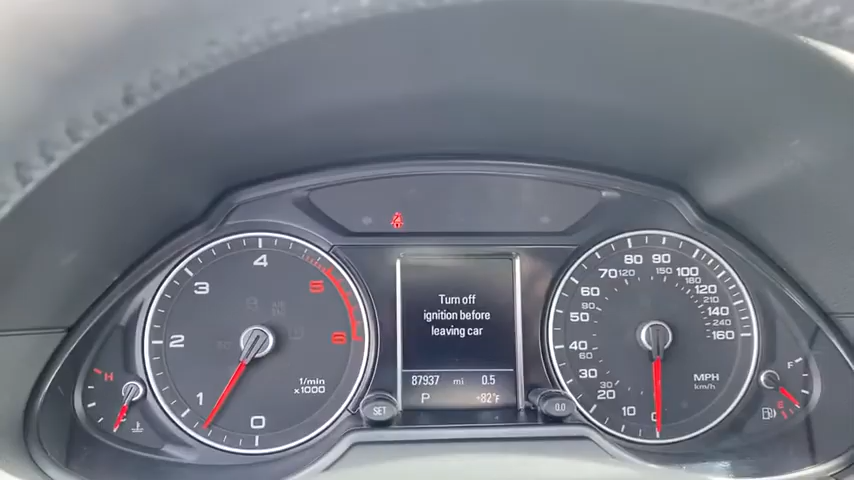 4
3
5
2
6
1
0
1/min
x1000
H
Turn off
ignition before
leaving car
87937 mi 0.5
P +82°F
SET
0.0
80 90
70 120 150 100
160
60 120
210
90 140
50
240
160
40
60
30
30
20
10
0
MPH
km/h
F